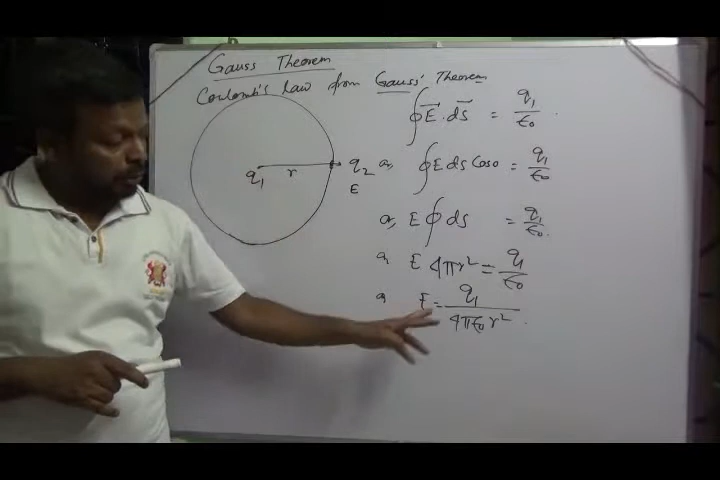 Gauss Theorem
Coulomb's Law from Gauss' Theorem
∮ E⃗ . ds⃗ = q₁/ε₀ .
q₁ r q₂
E
or, ∮ E ds Cos0 = q₁/ε₀
or, E ∮ ds = q₁/ε₀.
or E 4πr² = q₁/ε₀
or E = q₁/4πε₀r² .